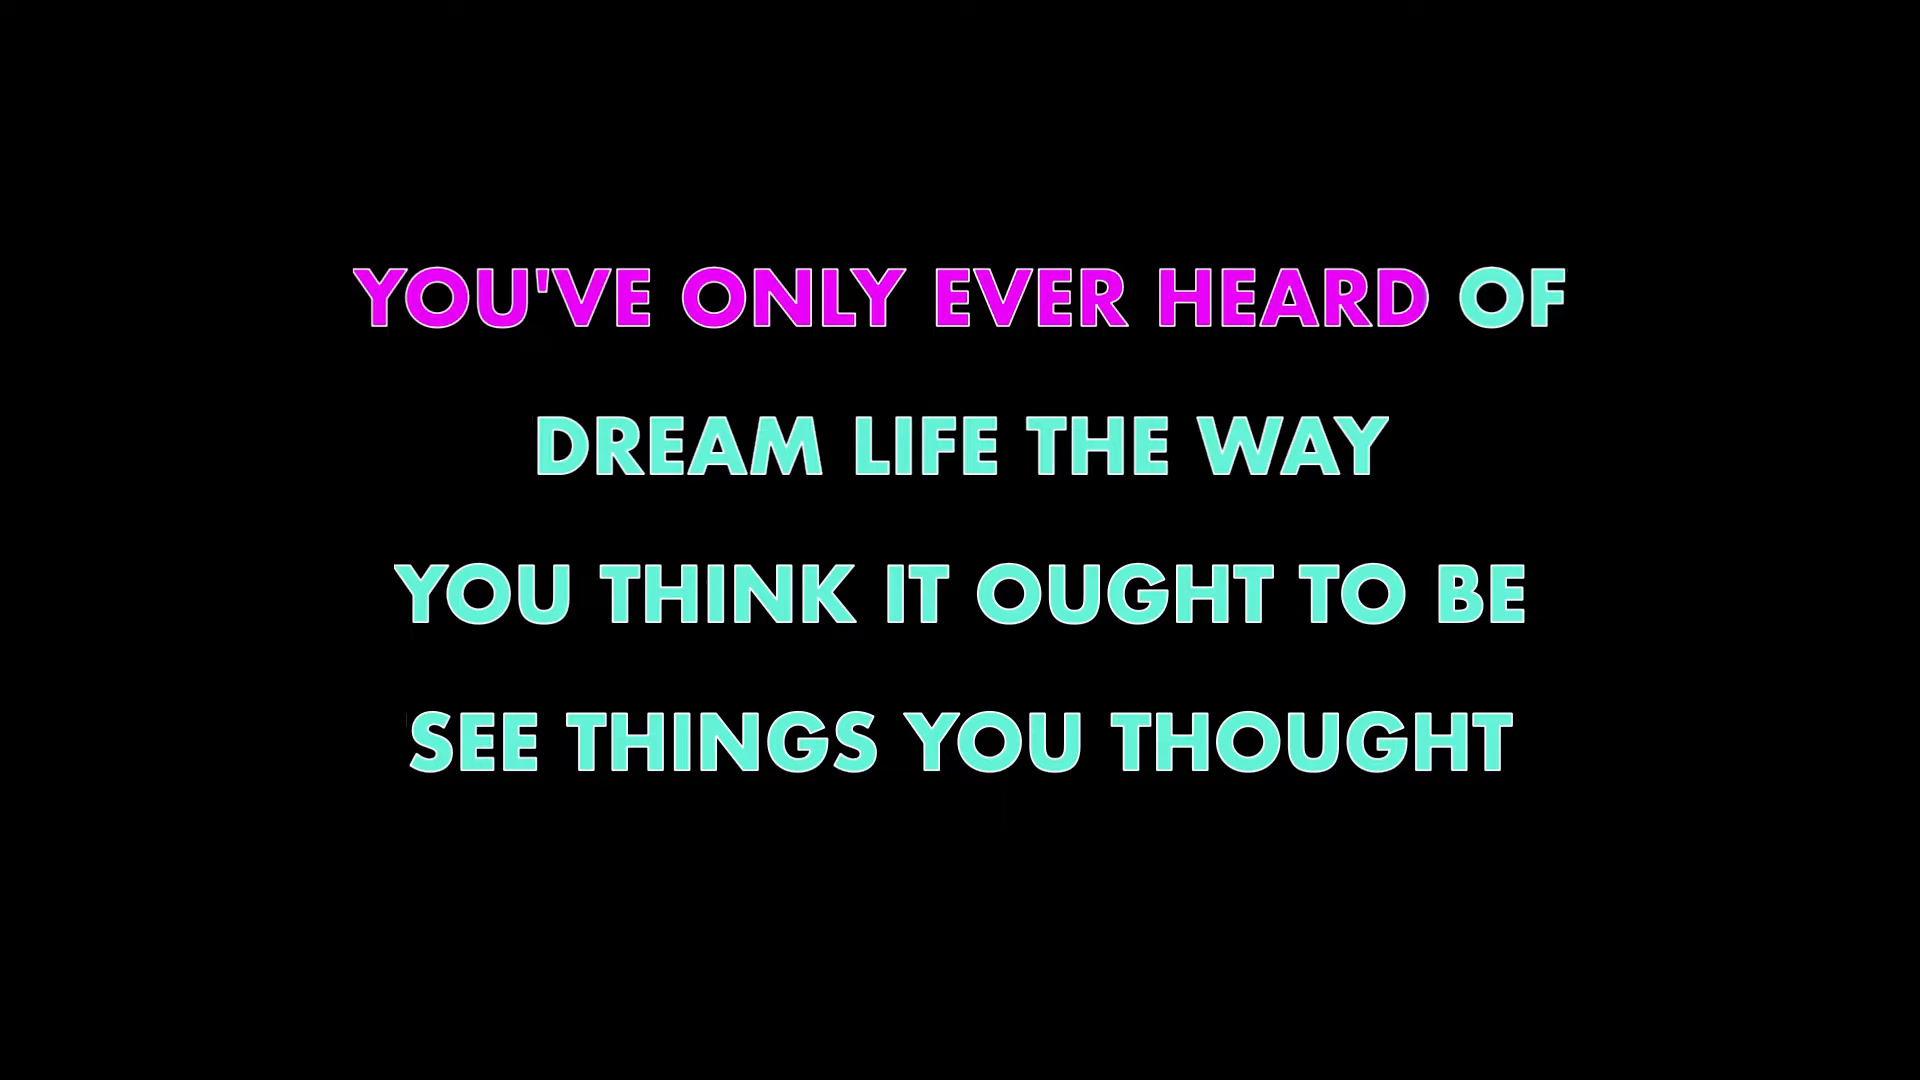 YOU'VE ONLY EVER HEARD OF
DREAM LIFE THE WAY
YOU THINK IT OUGHT TO BE
SEE THINGS YOU THOUGHT